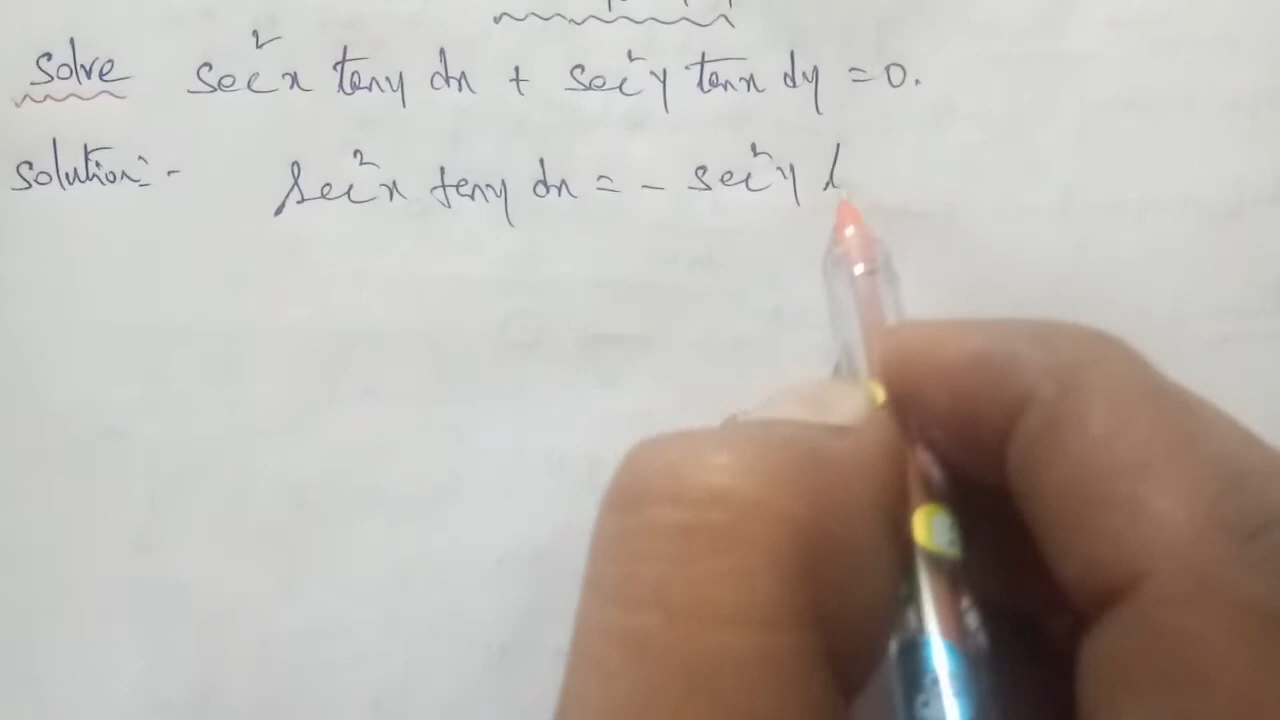 Solve sec²x tany dx + sec²y tanx dy = 0.
Solution:- sec²x tany dx = - sec²y